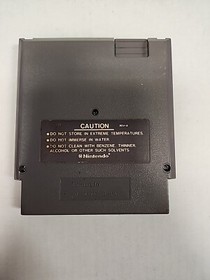 CAUTION
•DO NOT STORE IN EXTREME TEMPERATURES.
•DO NOT IMMERSE IN WATER.
•DO NOT CLEAN WITH BENZENE, THINNER,
ALCOHOL OR OTHER SUCH SOLVENTS.
Nintendo